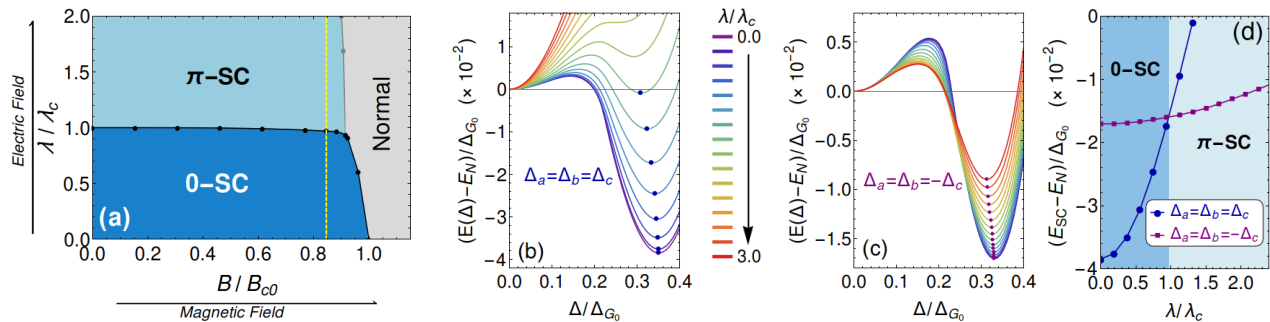 (a)
π-SC
0-SC
Normal
Electric Field
λ / λc
2.0
1.5
1.0
0.5
0.0
0.0 0.2 0.4 0.6 0.8 1.0
B / Bc0
Magnetic Field
(E(Δ)−EN)/ΔG0 (× 10⁻²)
3
2
1
0
−1
−2
−3
−4
Δa=Δb=Δc
(b)
0.0 0.1 0.2 0.3 0.4
Δ/ΔG0
λ/λc
0.0
3.0
(E(Δ)−EN)/ΔG0 (× 10⁻²)
0.5
0.0
−0.5
−1.0
−1.5
Δa=Δb=−Δc
(c)
0.0 0.1 0.2 0.3 0.4
Δ/ΔG0
(ESC−EN)/ΔG0 (× 10⁻²)
0
−1
−2
−3
−4
(d)
0-SC
π-SC
Δa=Δb=Δc
Δa=Δb=−Δc
0.0 0.5 1.0 1.5 2.0
λ/λc